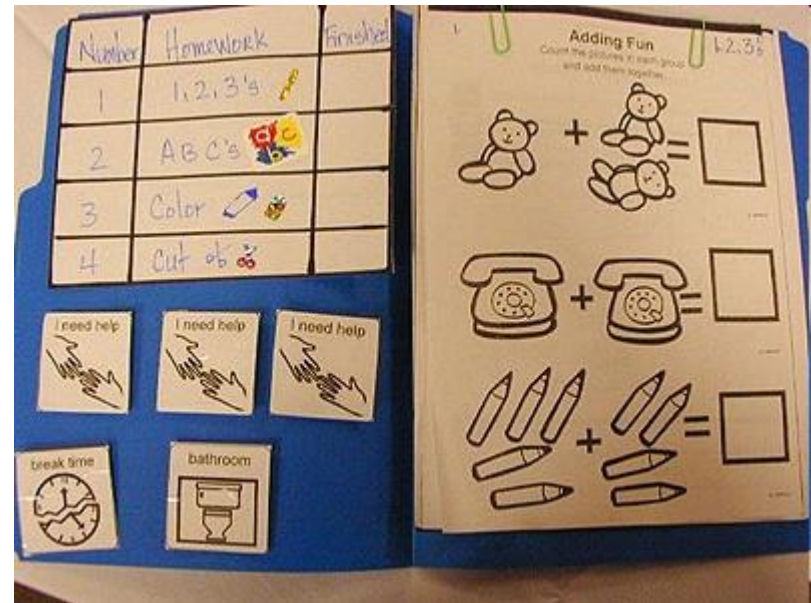 Number Homework Finished
1 1, 2, 3's
2 ABC's
3 Color
4 Cut
I need help
I need help
I need help
break time
bathroom
1.
1,2,3's
Adding Fun
Count the pictures in each group
and add them together.
+ =
+ =
+ =